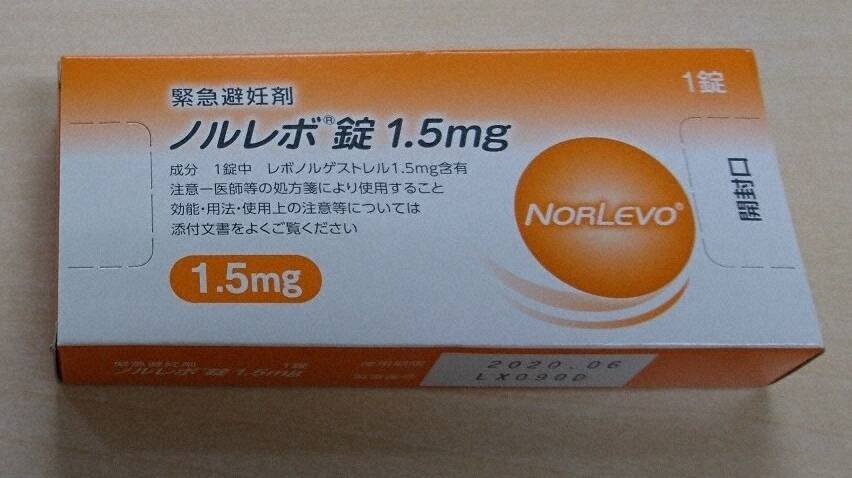 緊急避妊剤
ノルレボ®錠 1.5mg
1錠
成分 1錠中 レボノルゲストレル1.5mg含有
注意ー医師等の処方箋により使用すること
効能・用法・使用上の注意等については
添付文書をよくご覧ください
1.5mg
NORLEVO®
開封口
緊急避妊剤
ノルレボ®錠 1.5mg
1錠
使用期限 2020.06
LX090D